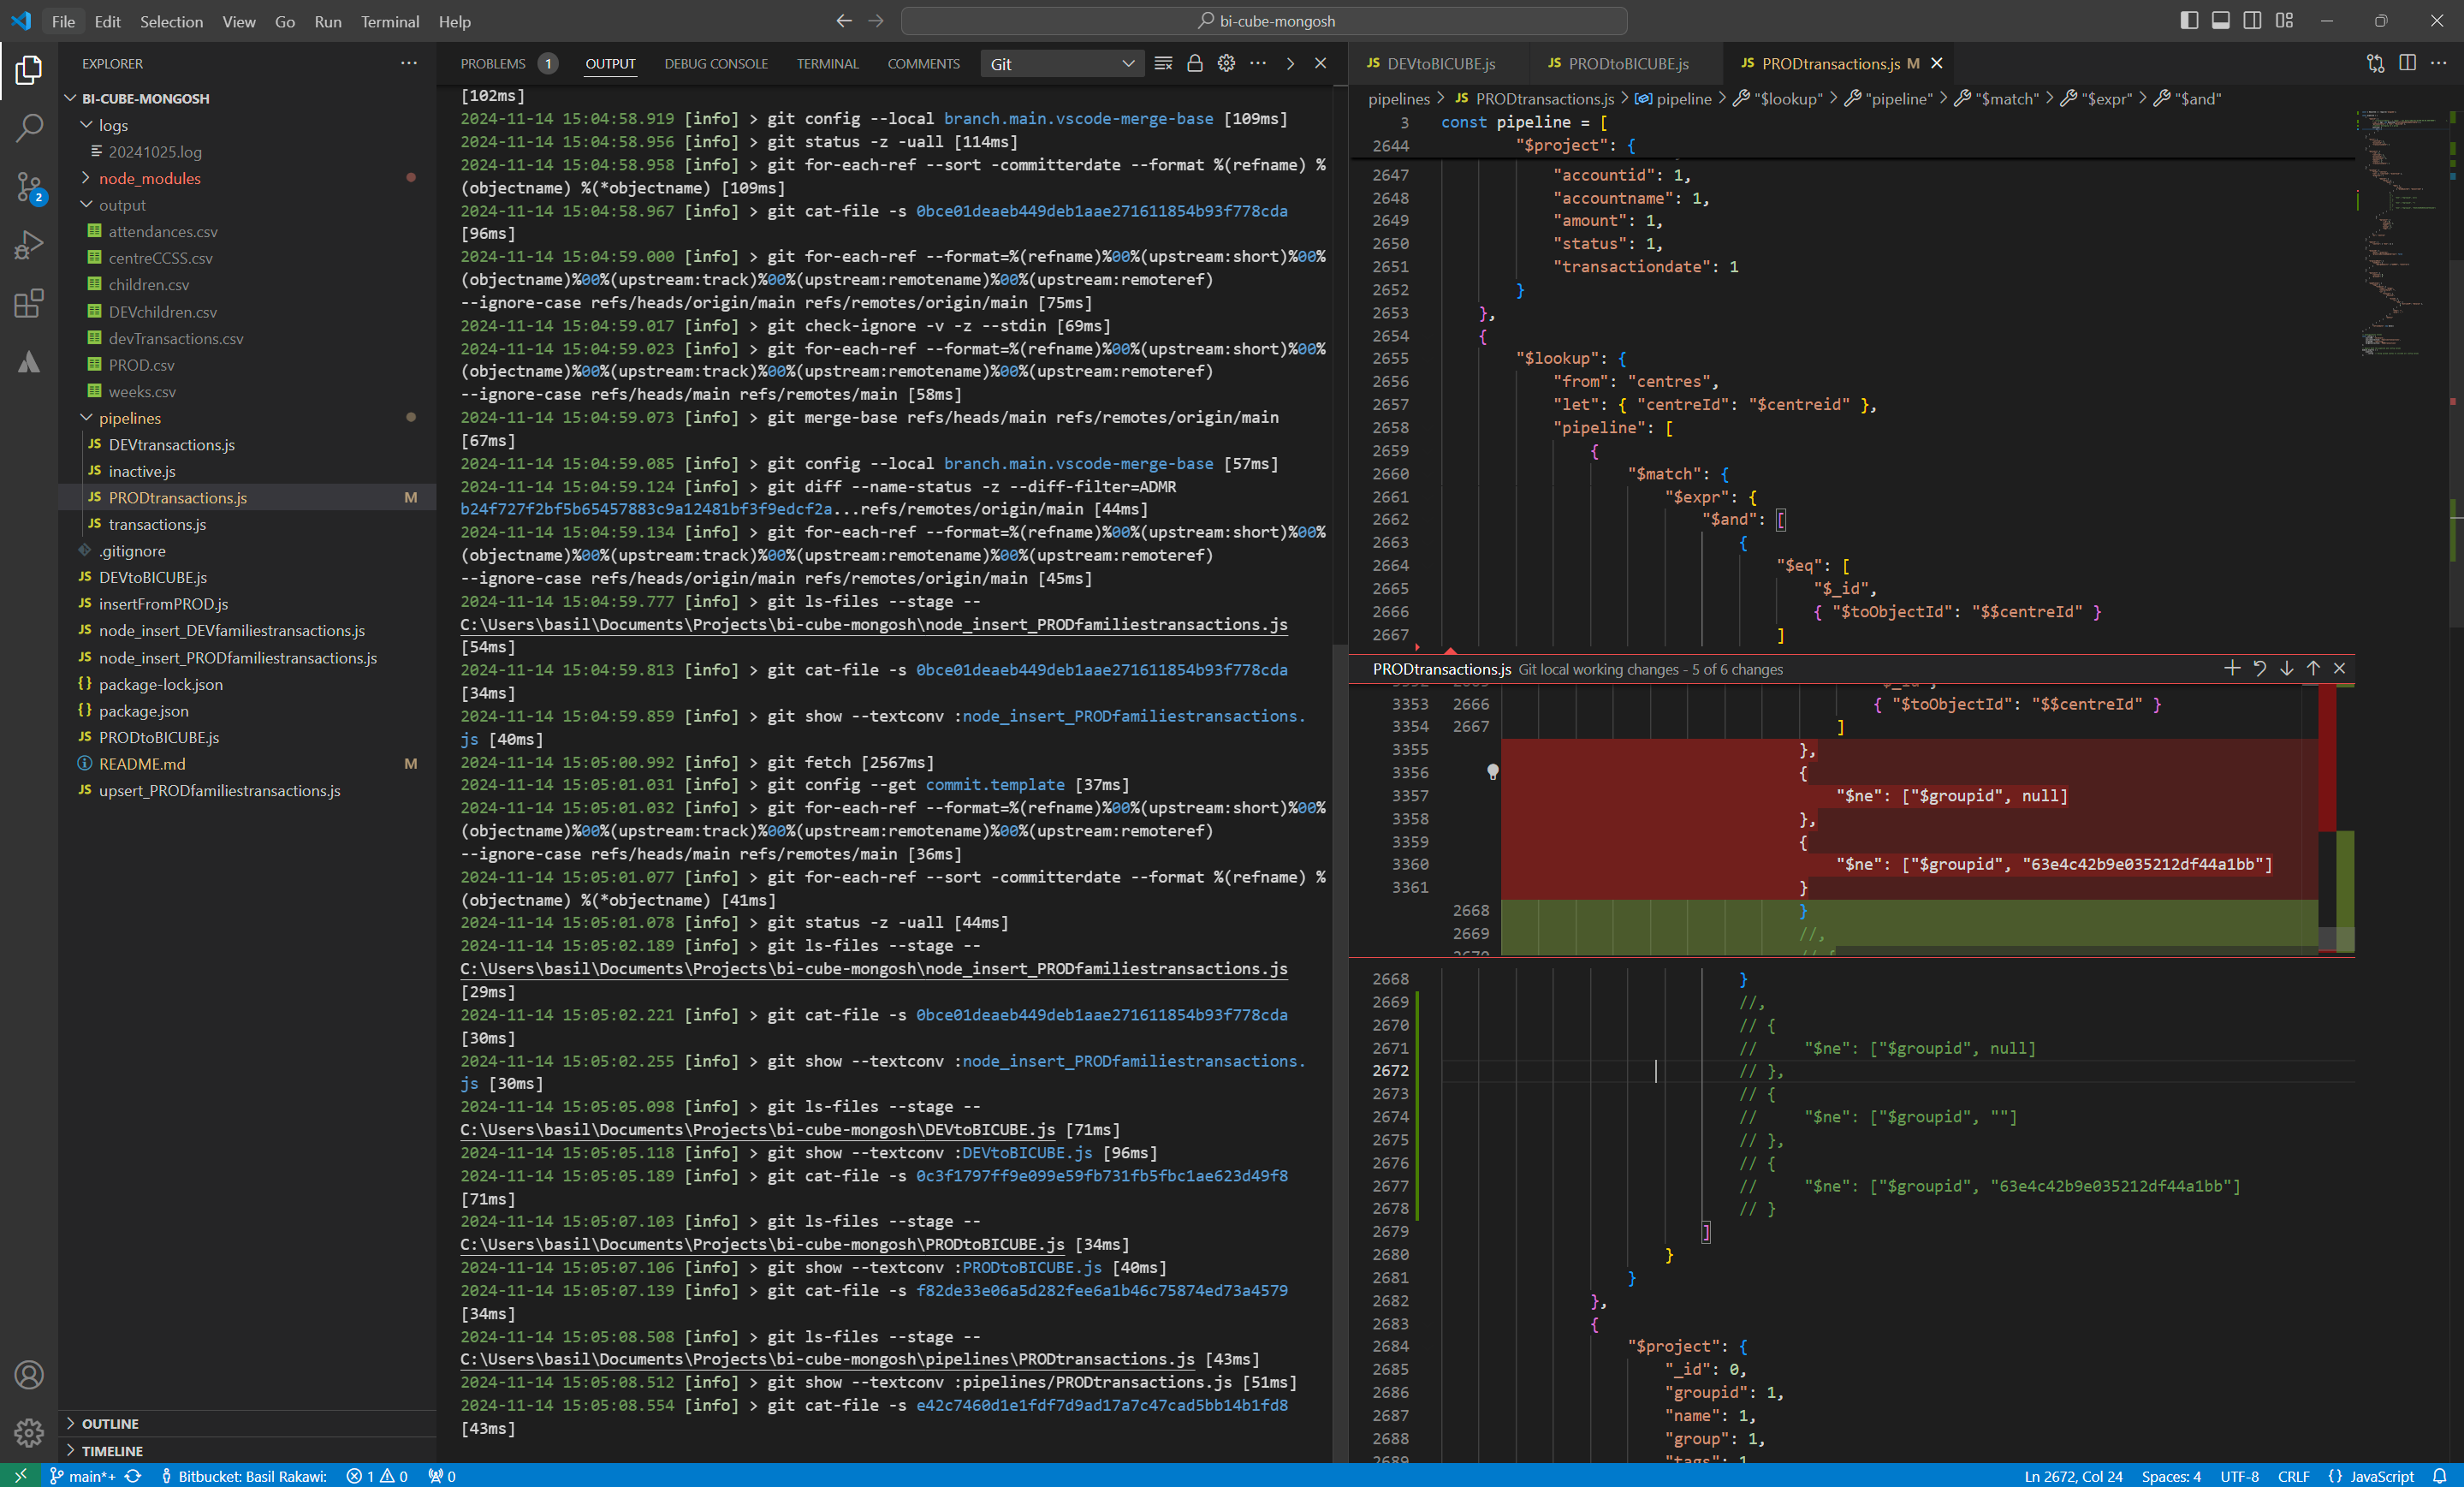 File Edit Selection View Go Run Terminal Help
bi-cube-mongosh
EXPLORER
BI-CUBE-MONGOSH
logs
20241025.log
node_modules
output
attendances.csv
centreCCSS.csv
children.csv
DEVchildren.csv
devTransactions.csv
PROD.csv
weeks.csv
pipelines
DEVtransactions.js
inactive.js
PRODtransactions.js M
transactions.js
.gitignore
DEVtoBICUBE.js
insertFromPROD.js
node_insert_DEVfamiliestransactions.js
node_insert_PRODfamiliestransactions.js
package-lock.json
package.json
PRODtoBICUBE.js
README.md M
upsert_PRODfamiliestransactions.js
OUTLINE
TIMELINE
2
PROBLEMS 1 OUTPUT DEBUG CONSOLE TERMINAL COMMENTS Git
[102ms]
2024-11-14 15:04:58.919 [info] > git config --local branch.main.vscode-merge-base [109ms]
2024-11-14 15:04:58.956 [info] > git status -z -uall [114ms]
2024-11-14 15:04:58.958 [info] > git for-each-ref --sort -committerdate --format %(refname) %
(objectname) %(*objectname) [109ms]
2024-11-14 15:04:58.967 [info] > git cat-file -s 0bce01deaeb449deb1aae271611854b93f778cda
[96ms]
2024-11-14 15:04:59.000 [info] > git for-each-ref --format=%(refname)%00%(upstream:short)%00%
(objectname)%00%(upstream:track)%00%(upstream:remotename)%00%(upstream:remoteref)
--ignore-case refs/heads/origin/main refs/remotes/origin/main [75ms]
2024-11-14 15:04:59.017 [info] > git check-ignore -v -z --stdin [69ms]
2024-11-14 15:04:59.023 [info] > git for-each-ref --format=%(refname)%00%(upstream:short)%00%
(objectname)%00%(upstream:track)%00%(upstream:remotename)%00%(upstream:remoteref)
--ignore-case refs/heads/main refs/remotes/main [58ms]
2024-11-14 15:04:59.073 [info] > git merge-base refs/heads/main refs/remotes/origin/main
[67ms]
2024-11-14 15:04:59.085 [info] > git config --local branch.main.vscode-merge-base [57ms]
2024-11-14 15:04:59.124 [info] > git diff --name-status -z --diff-filter=ADMR
b24f727f2bf5b65457883c9a12481bf3f9edcf2a...refs/remotes/origin/main [44ms]
2024-11-14 15:04:59.134 [info] > git for-each-ref --format=%(refname)%00%(upstream:short)%00%
(objectname)%00%(upstream:track)%00%(upstream:remotename)%00%(upstream:remoteref)
--ignore-case refs/heads/origin/main refs/remotes/origin/main [45ms]
2024-11-14 15:04:59.777 [info] > git ls-files --stage --
C:\Users\basil\Documents\Projects\bi-cube-mongosh\node_insert_PRODfamiliestransactions.js
[54ms]
2024-11-14 15:04:59.813 [info] > git cat-file -s 0bce01deaeb449deb1aae271611854b93f778cda
[34ms]
2024-11-14 15:04:59.859 [info] > git show --textconv :node_insert_PRODfamiliestransactions.
js [40ms]
2024-11-14 15:05:00.992 [info] > git fetch [2567ms]
2024-11-14 15:05:01.031 [info] > git config --get commit.template [37ms]
2024-11-14 15:05:01.032 [info] > git for-each-ref --format=%(refname)%00%(upstream:short)%00%
(objectname)%00%(upstream:track)%00%(upstream:remotename)%00%(upstream:remoteref)
--ignore-case refs/heads/main refs/remotes/main [36ms]
2024-11-14 15:05:01.077 [info] > git for-each-ref --sort -committerdate --format %(refname) %
(objectname) %(*objectname) [41ms]
2024-11-14 15:05:01.078 [info] > git status -z -uall [44ms]
2024-11-14 15:05:02.189 [info] > git ls-files --stage --
C:\Users\basil\Documents\Projects\bi-cube-mongosh\node_insert_PRODfamiliestransactions.js
[29ms]
2024-11-14 15:05:02.221 [info] > git cat-file -s 0bce01deaeb449deb1aae271611854b93f778cda
[30ms]
2024-11-14 15:05:02.255 [info] > git show --textconv :node_insert_PRODfamiliestransactions.
js [30ms]
2024-11-14 15:05:05.098 [info] > git ls-files --stage --
C:\Users\basil\Documents\Projects\bi-cube-mongosh\DEVtoBICUBE.js [71ms]
2024-11-14 15:05:05.118 [info] > git show --textconv :DEVtoBICUBE.js [96ms]
2024-11-14 15:05:05.189 [info] > git cat-file -s 0c3f1797ff9e099e59fb731fb5fbc1ae623d49f8
[71ms]
2024-11-14 15:05:07.103 [info] > git ls-files --stage --
C:\Users\basil\Documents\Projects\bi-cube-mongosh\PRODtoBICUBE.js [34ms]
2024-11-14 15:05:07.106 [info] > git show --textconv :PRODtoBICUBE.js [40ms]
2024-11-14 15:05:07.139 [info] > git cat-file -s f82de33e06a5d282fee6a1b46c75874ed73a4579
[34ms]
2024-11-14 15:05:08.508 [info] > git ls-files --stage --
C:\Users\basil\Documents\Projects\bi-cube-mongosh\pipelines\PRODtransactions.js [43ms]
2024-11-14 15:05:08.512 [info] > git show --textconv :pipelines/PRODtransactions.js [51ms]
2024-11-14 15:05:08.554 [info] > git cat-file -s e42c7460d1e1fdf7d9ad17a7c47cad5bb14b1fd8
[43ms]
JS DEVtoBICUBE.js JS PRODtoBICUBE.js JS PRODtransactions.js M
pipelines > JS PRODtransactions.js > pipeline > "$lookup" > "pipeline" > "$match" > "$expr" > "$and"
3 const pipeline = [
2644 "$project": {
2647 "accountid": 1,
2648 "accountname": 1,
2649 "amount": 1,
2650 "status": 1,
2651 "transactiondate": 1
2652 }
2653 },
2654 {
2655 "$lookup": {
2656 "from": "centres",
2657 "let": { "centreId": "$centreid" },
2658 "pipeline": [
2659 {
2660 "$match": {
2661 "$expr": {
2662 "$and": [
2663 {
2664 "$eq": [
2665 "$_id",
2666 { "$toObjectId": "$$centreId" }
2667 ]
PRODtransactions.js Git local working changes - 5 of 6 changes
3353 2666 { "$toObjectId": "$$centreId" }
3354 2667 ]
3355 },
3356 {
3357 "$ne": ["$groupid", null]
3358 },
3359 {
3360 "$ne": ["$groupid", "63e4c42b9e035212df44a1bb"]
3361 }
2668 }
2669 //,
2668 }
2669 //,
2670 // {
2671 // "$ne": ["$groupid", null]
2672 // },
2673 // {
2674 // "$ne": ["$groupid", ""]
2675 // },
2676 // {
2677 // "$ne": ["$groupid", "63e4c42b9e035212df44a1bb"]
2678 // }
2679 ]
2680 }
2681 }
2682 },
2683 {
2684 "$project": {
2685 "_id": 0,
2686 "groupid": 1,
2687 "name": 1,
2688 "group": 1,
2689 "tags": 1
main*+ Bitbucket: Basil Rakawi: 1 0 0 Ln 2672, Col 24 Spaces: 4 UTF-8 CRLF {} JavaScript